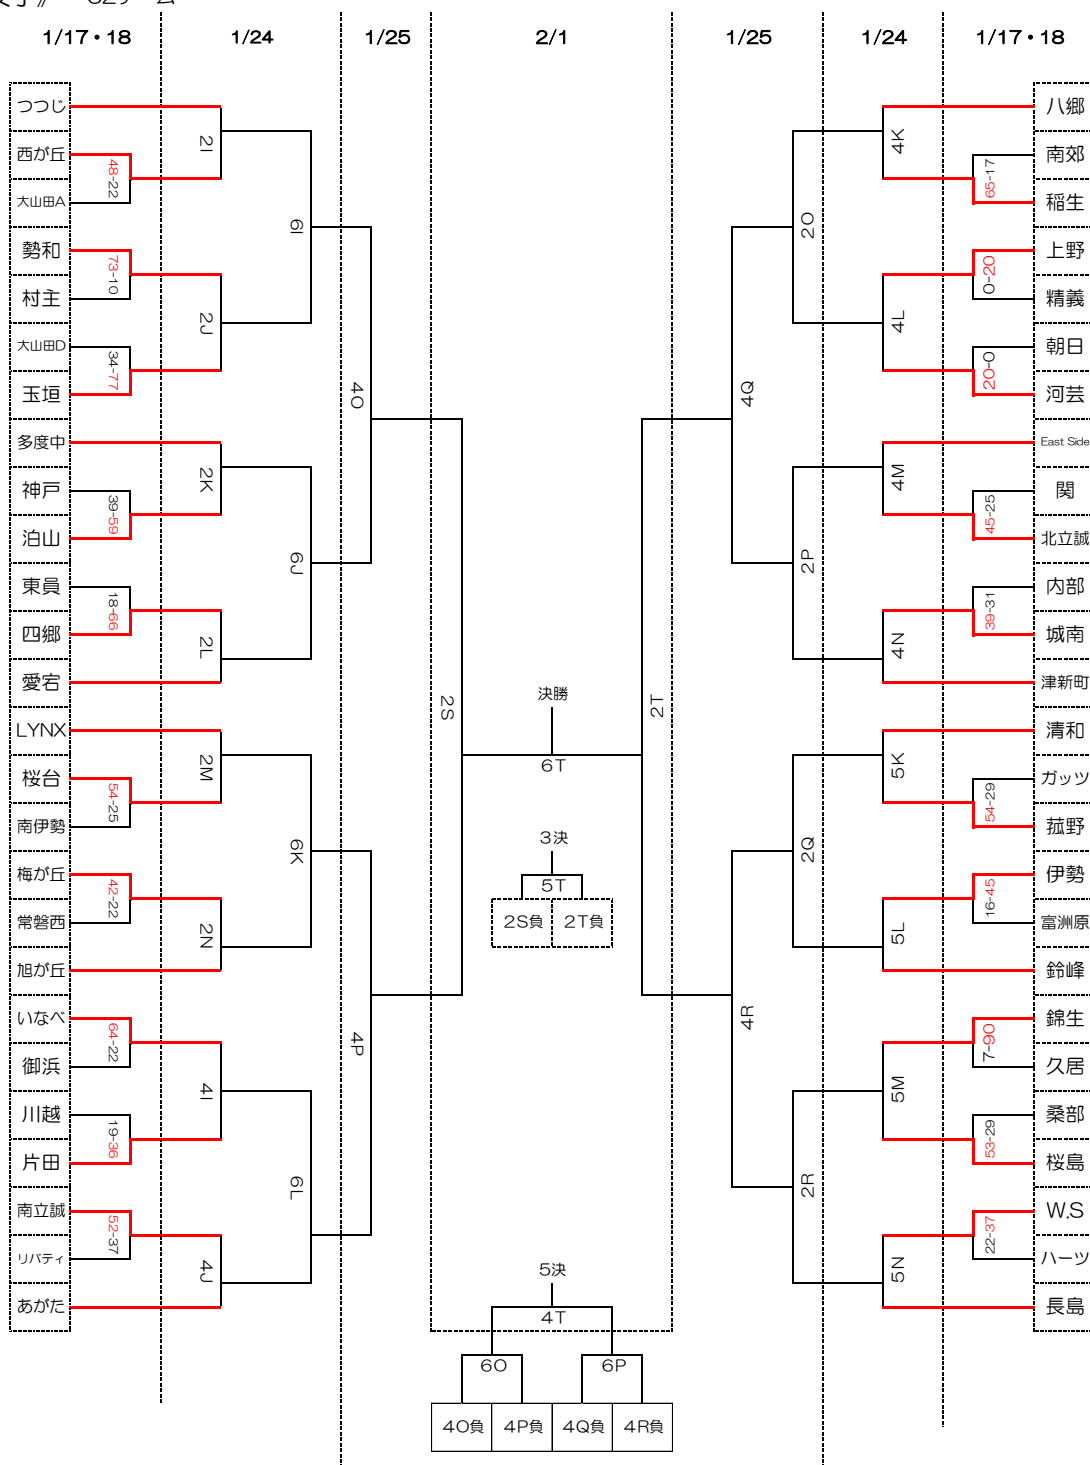 1/17・18 1/24 1/25 2/1 1/25 1/24 1/17・18
つつじ
西が丘
大山田A
勢和
村主
大山田D
玉垣
多度中
神戸
泊山
東員
四郷
愛宕
LYNX
桜台
南伊勢
梅が丘
常磐西
旭が丘
いなべ
御浜
川越
片田
南立誠
リバティ
あがた
48-22
73-10
34-77
39-59
18-66
54-25
42-22
64-22
19-36
52-37
2I
2J
2K
2L
2M
2N
4I
4J
6I
6J
6K
6L
4O
4P
2S
決勝
6T
3決
5T
2S負 2T負
5決
4T
6O 6P
4O負 4P負 4Q負 4R負
2T
4Q
4R
2O
2P
2Q
2R
4K
4L
4M
4N
5K
5L
5M
5N
65-17
0-20
20-0
45-25
39-31
54-29
16-45
7-90
53-29
22-37
八郷
南郊
稲生
上野
精義
朝日
河芸
East Side
関
北立誠
内部
城南
津新町
清和
ガッツ
菰野
伊勢
富洲原
鈴峰
錦生
久居
桑部
桜島
W.S
ハーツ
長島